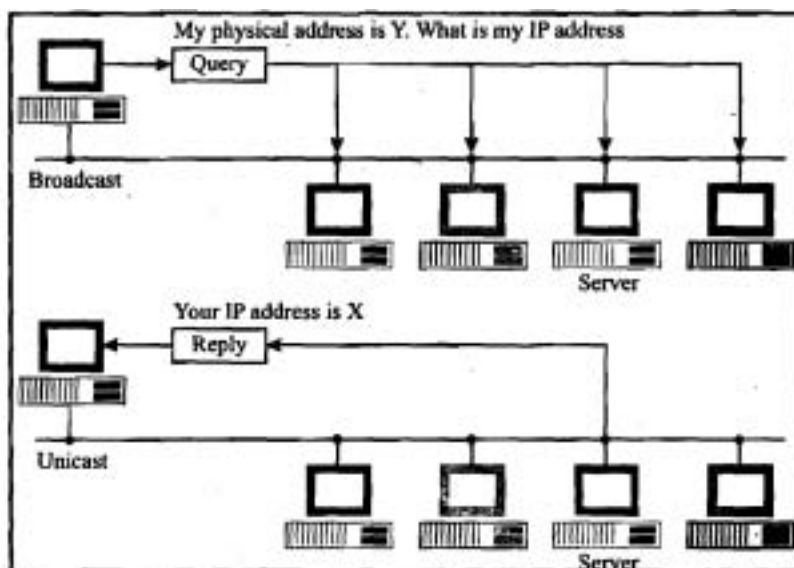 My physical address is Y. What is my IP address
Query
Broadcast
Server
Your IP address is X
Reply
Unicast
Server